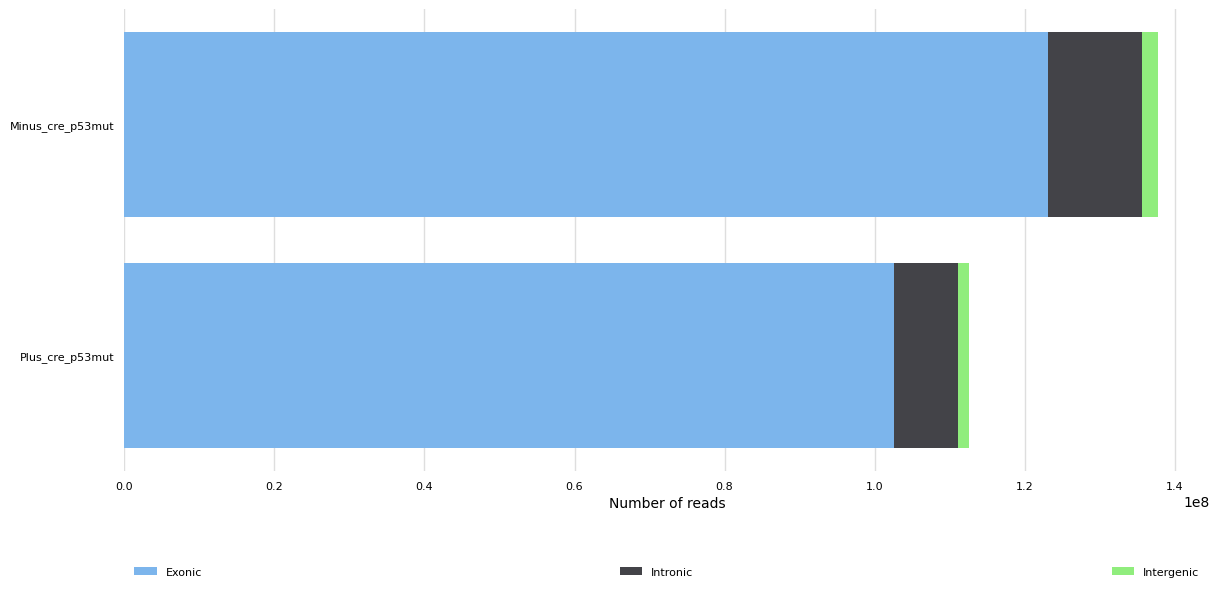 Minus_cre_p53mut
Plus_cre_p53mut
0.0 0.2 0.4 0.6 0.8 1.0 1.2 1.4
Number of reads
1e8
Exonic Intronic Intergenic